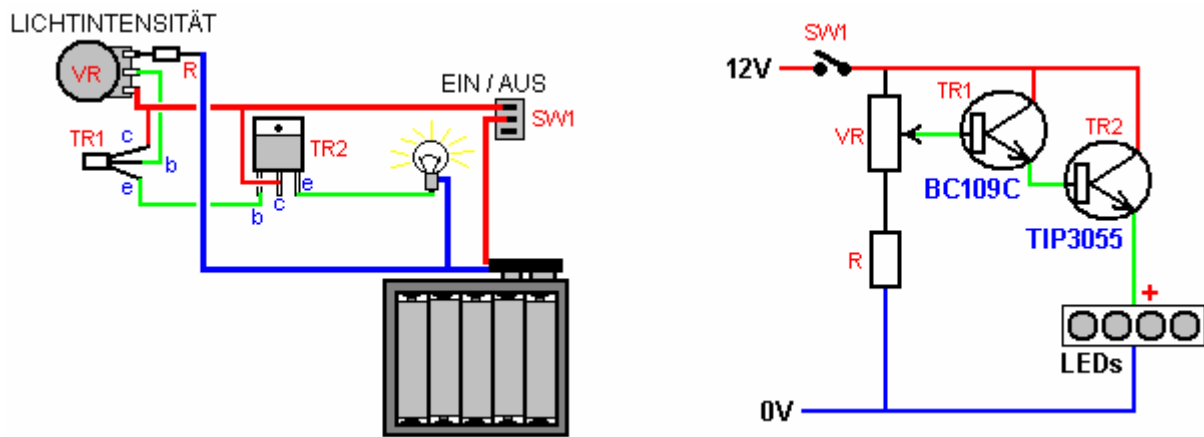 LICHTINTENSITÄT
VR
R
EIN / AUS
SW1
TR1
c
b
e
TR2
b
c
e
SW1
12V
VR
TR1
BC109C
TR2
TIP3055
R
+
LEDs
0V